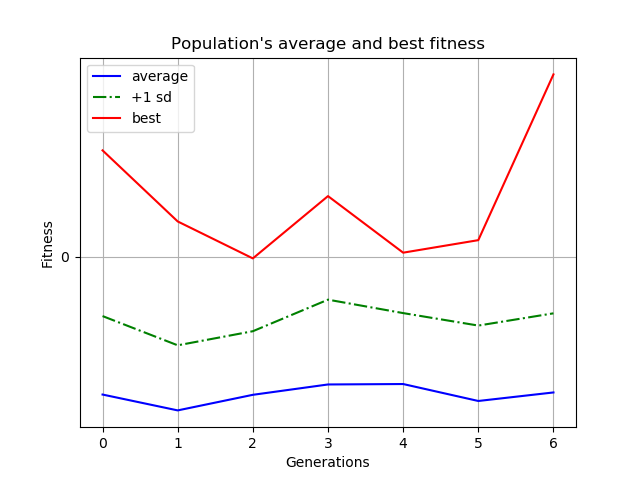 Population's average and best fitness
average
+1 sd
best
Fitness
0
0 1 2 3 4 5 6
Generations